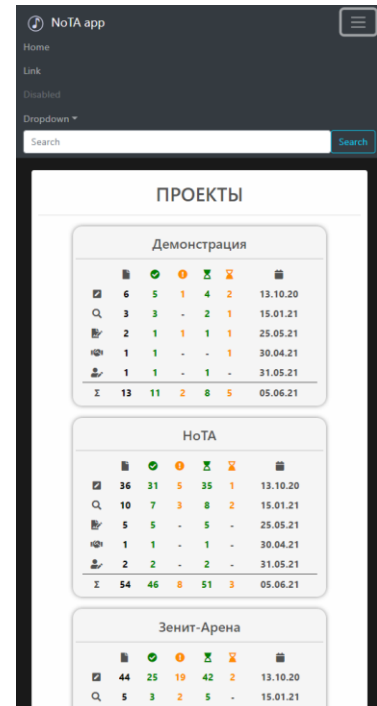 NoTA app
Home
Link
Disabled
Dropdown
Search Search
ПРОЕКТЫ
Демонстрация
6 5 1 4 2 13.10.20
3 3 - 2 1 15.01.21
2 1 1 1 1 25.05.21
1 1 - - 1 30.04.21
1 1 - 1 - 31.05.21
Σ 13 11 2 8 5 05.06.21
НоТА
36 31 5 35 1 13.10.20
10 7 3 8 2 15.01.21
5 5 - 5 - 25.05.21
1 1 - 1 - 30.04.21
2 2 - 2 - 31.05.21
Σ 54 46 8 51 3 05.06.21
Зенит-Арена
44 25 19 42 2 13.10.20
5 3 2 5 - 15.01.21